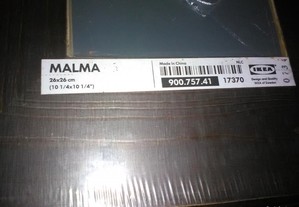 MALMA
26x26 cm
(10 1/4x10 1/4")
Made in China
900.757.41
17370
IKEA
Design and Quality
IKEA of Sweden